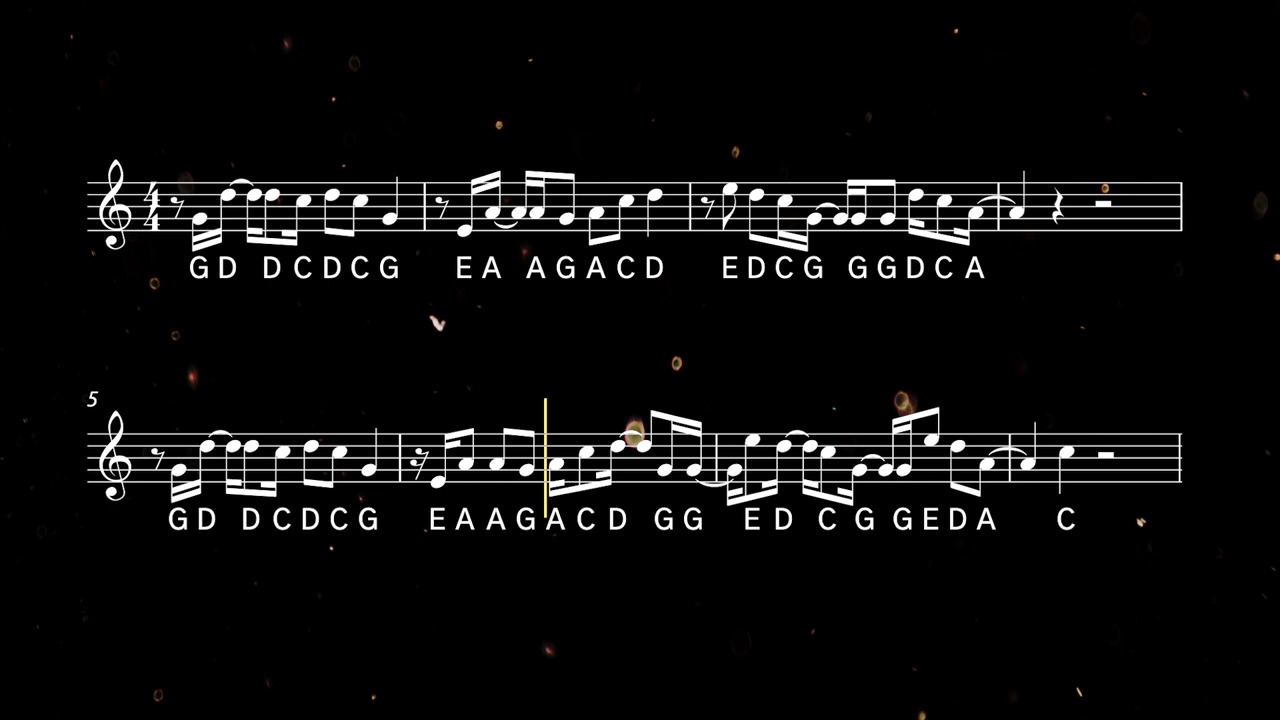 4 4
GD DCDCG EA AGACD EDCG GGDCA
5
GD DCDCG EAAGACD GG ED C G GEDA C